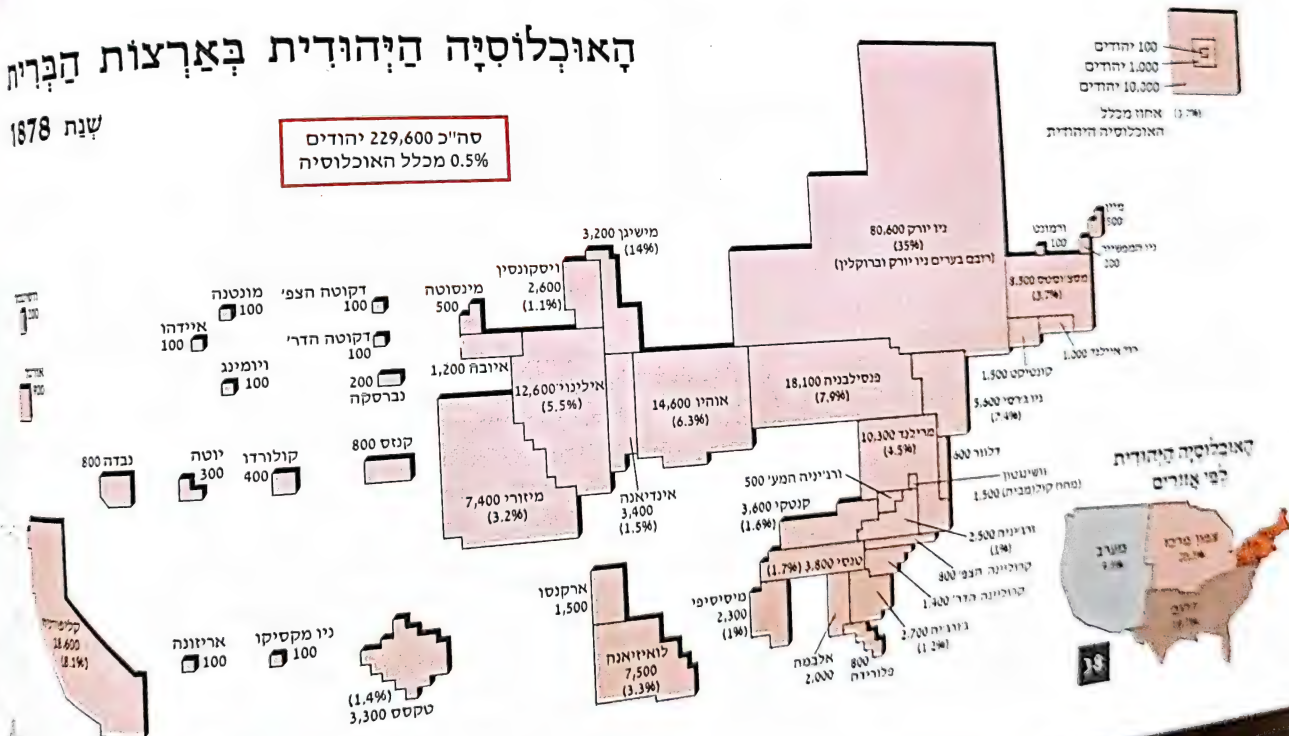 הָאוּכְלוֹסִיָּה הַיְּהוּדִית בְּאַרְצוֹת הַבְּרִית
שְׁנַת 1878
סה"כ 229,600 יהודים
0.5% מכלל האוכלוסיה
100 יהודים
1.000 יהודים
10.000 יהודים
אחוז מכלל
האוכלוסיה היהודית
מיין
500
ורמונט
100
ניו המפשייר
200
מסצ'וסטס 8.500
(3.7%)
רוד איילנד 1.000
קונטיקט 1.500
ניו יורק 80,600
(35%)
(ריבם בערים ניו יורק וברוקלין)
ניו ג'רסי 5,600
מישיגן 3,200
(14%)
ויסקונסין
2,600
(1.1%)
מינסוטה
500
דקוטה הצפ'
100
מונטנה
100
איידהו
100
דקוטה הדר'
100
ויומינג
100
200
נברסקה
איובה 1,200
אילינוי 12,600
(5.5%)
אוהיו 14,600
(6.3%)
פנסילבניה 18,100
(7.9%)
מרילנד 10,300
(4.5%)
דלוור 600
וושינגטון
(מחוז קולומביה) 1.500
נבדה 800
יוטה
300
קולורדו
400
קנזס 800
מיזורי 7,400
(3.2%)
אינדיאנה
3,400
(1.5%)
ורג'יניה המע' 500
קנטקי 3,600
(1.6%)
ורג'יניה 2.500
(1%)
טנסי 3.800 (1.7%)
קרוליינה הצפ' 800
קרוליינה הדר' 1.400
מיסיסיפי
2,300
(1%)
ג'ורג'יה 2.700
(1.2%)
אלבמה
2,000
800
פלורידה
ארקנסו
1,500
לואיזיאנה
7,500
(3.3%)
(1.4%)
טקסס 3,300
ניו מקסיקו
100
אריזונה
100
קליפורניה
18.600
(8.1%)
האוכלוסיה היהודית
לפי אזורים
מערב
צפון מרכז
דרום
38